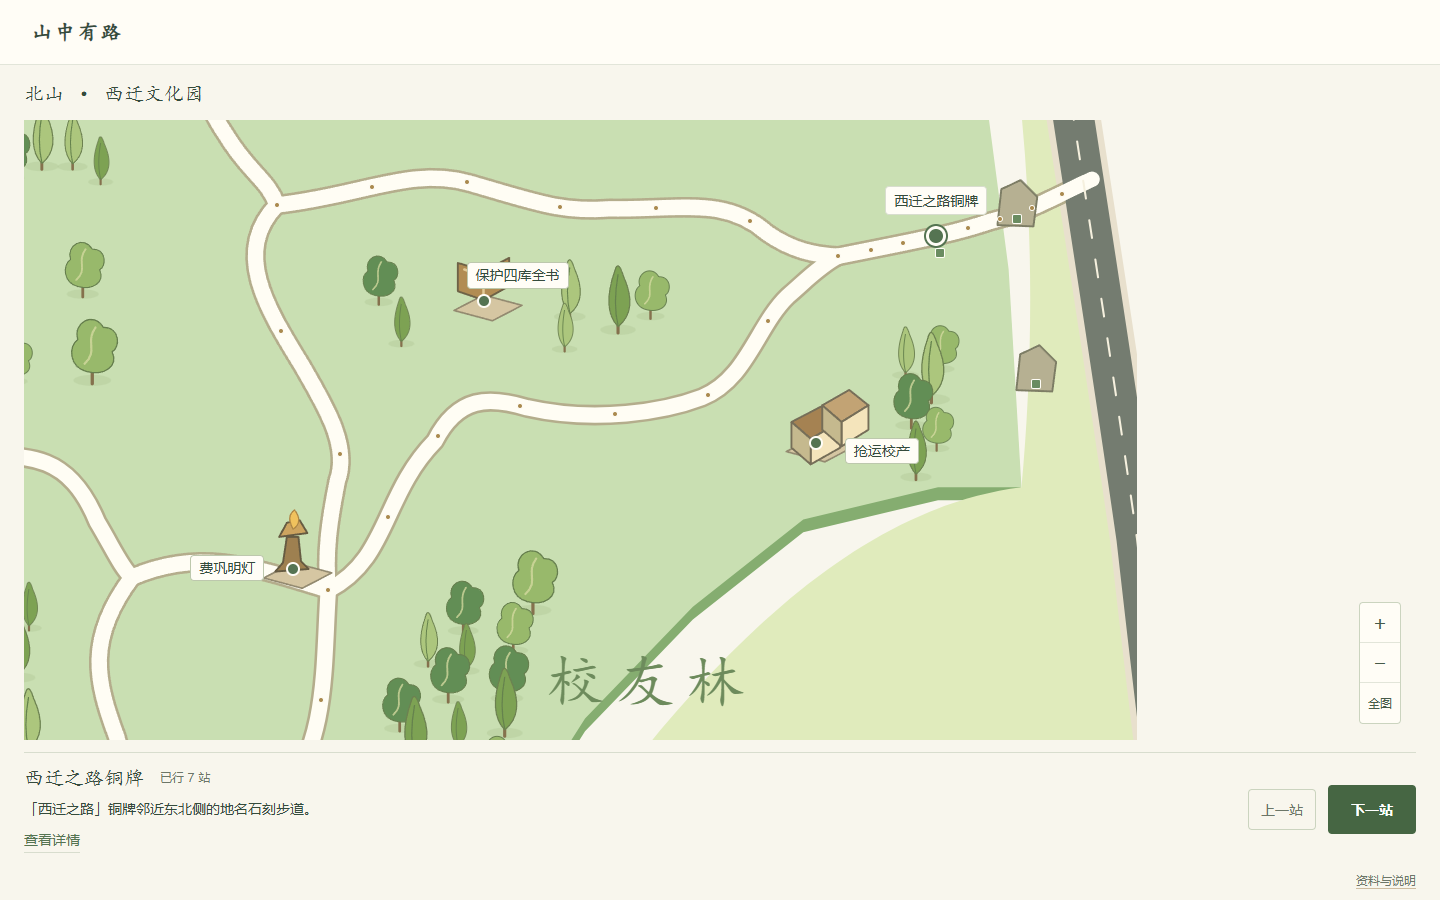 山中有路
北山 • 西迁文化园
西迁之路铜牌
保护四库全书
抢运校产
费巩明灯
校友林
+
−
全图
西迁之路铜牌 已行 7 站
「西迁之路」铜牌邻近东北侧的地名石刻步道。
查看详情
上一站
下一站
资料与说明